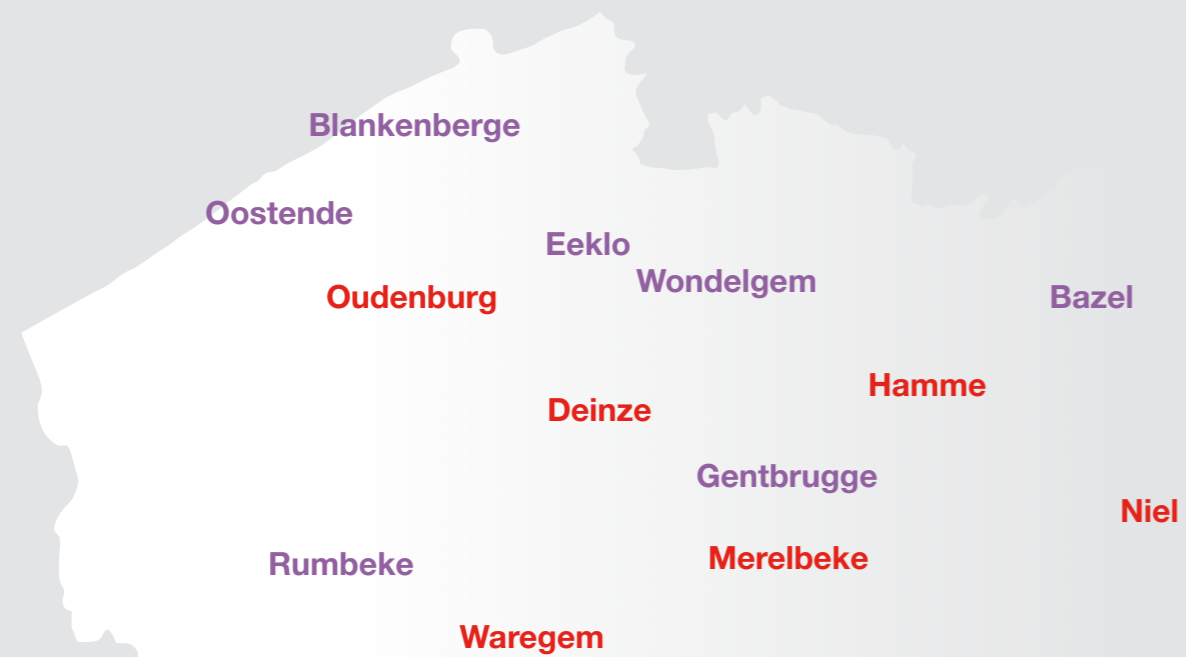 Blankenberge
Oostende
Eeklo
Wondelgem
Oudenburg
Bazel
Hamme
Deinze
Gentbrugge
Niel
Merelbeke
Rumbeke
Waregem